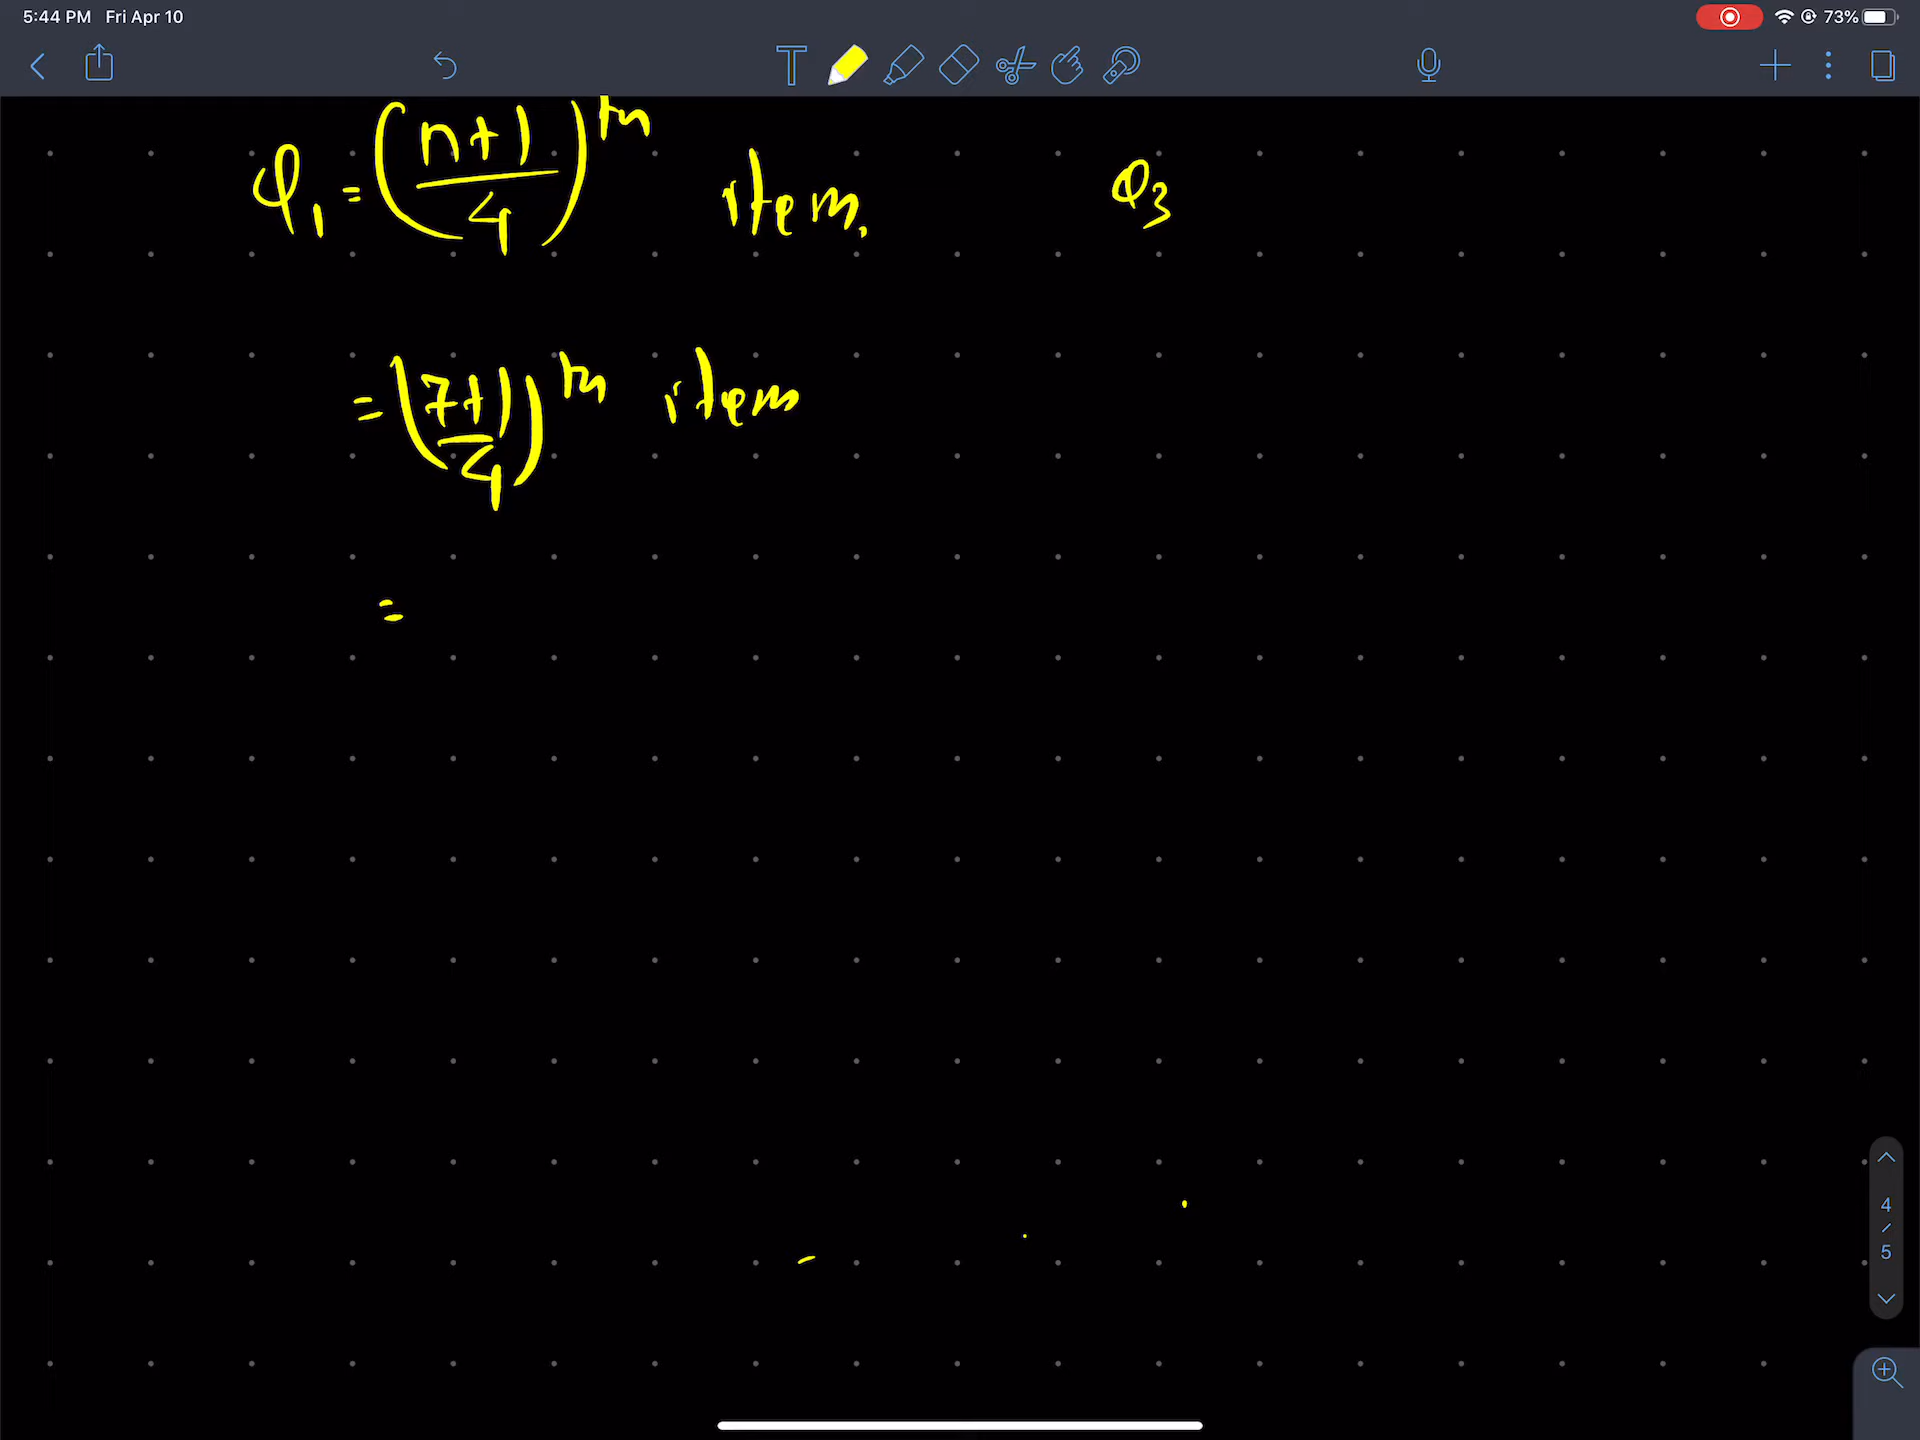 5:44 PM Fri Apr 10
73%
T
Q₁ = ((n+1)/4)^th item. Q₃
= ((7+1)/4)^th item
=
4
/
5